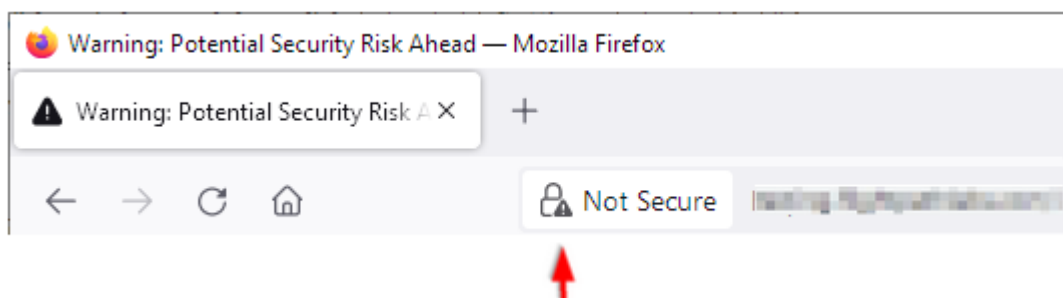 Warning: Potential Security Risk Ahead — Mozilla Firefox
Warning: Potential Security Risk A
Not Secure